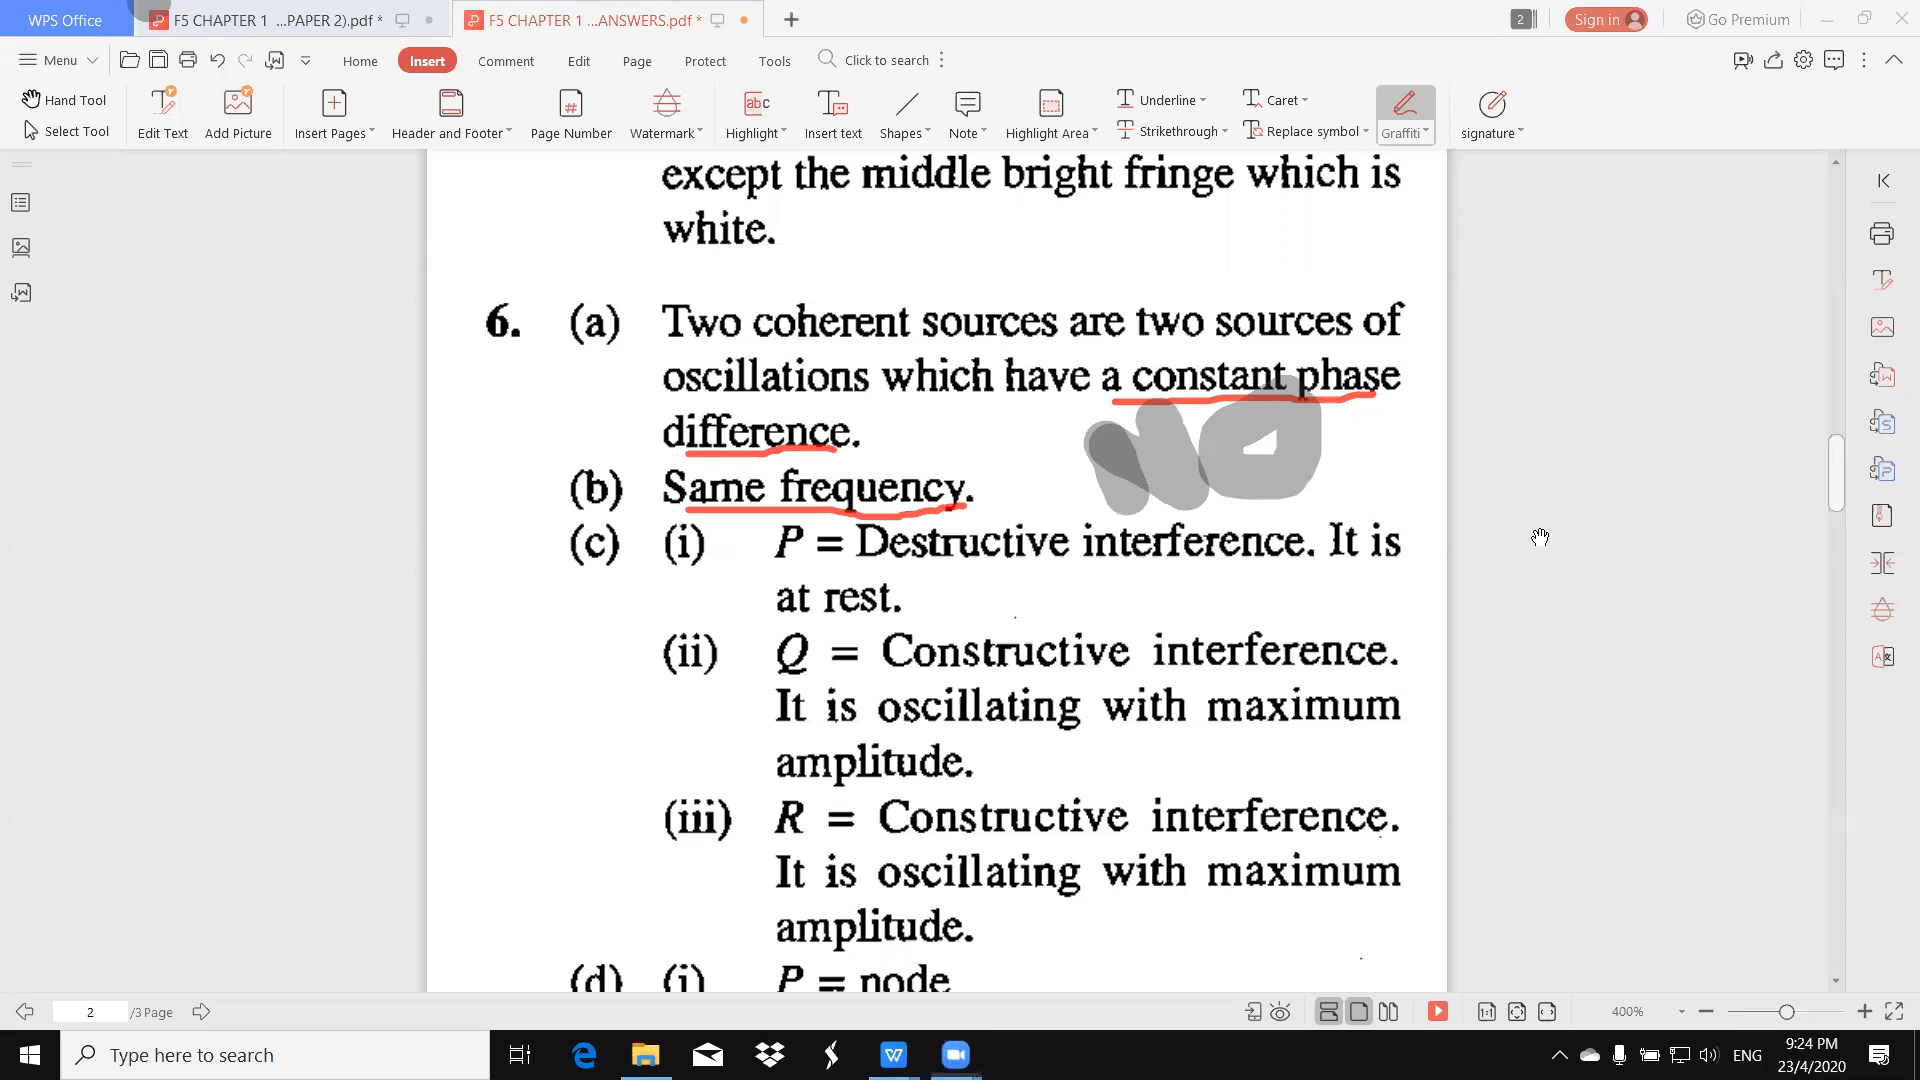 WPS Office
F5 CHAPTER 1 ...PAPER 2).pdf *
F5 CHAPTER 1 ...ANSWERS.pdf *
2
Sign in
Go Premium
Menu
Home
Insert
Comment
Edit
Page
Protect
Tools
Click to search
Hand Tool
Select Tool
Edit Text
Add Picture
Insert Pages
Header and Footer
Page Number
Watermark
Highlight
Insert text
Shapes
Note
Highlight Area
Underline
Strikethrough
Caret
Replace symbol
Graffiti
signature
except the middle bright fringe which is
white.
6. (a) Two coherent sources are two sources of
oscillations which have a constant phase
difference.
(b) Same frequency.
(c) (i) P = Destructive interference. It is
at rest.
(ii) Q = Constructive interference.
It is oscillating with maximum
amplitude.
(iii) R = Constructive interference.
It is oscillating with maximum
amplitude.
(d) (i) P = node
2 /3 Page
400%
Type here to search
ENG
9:24 PM
23/4/2020